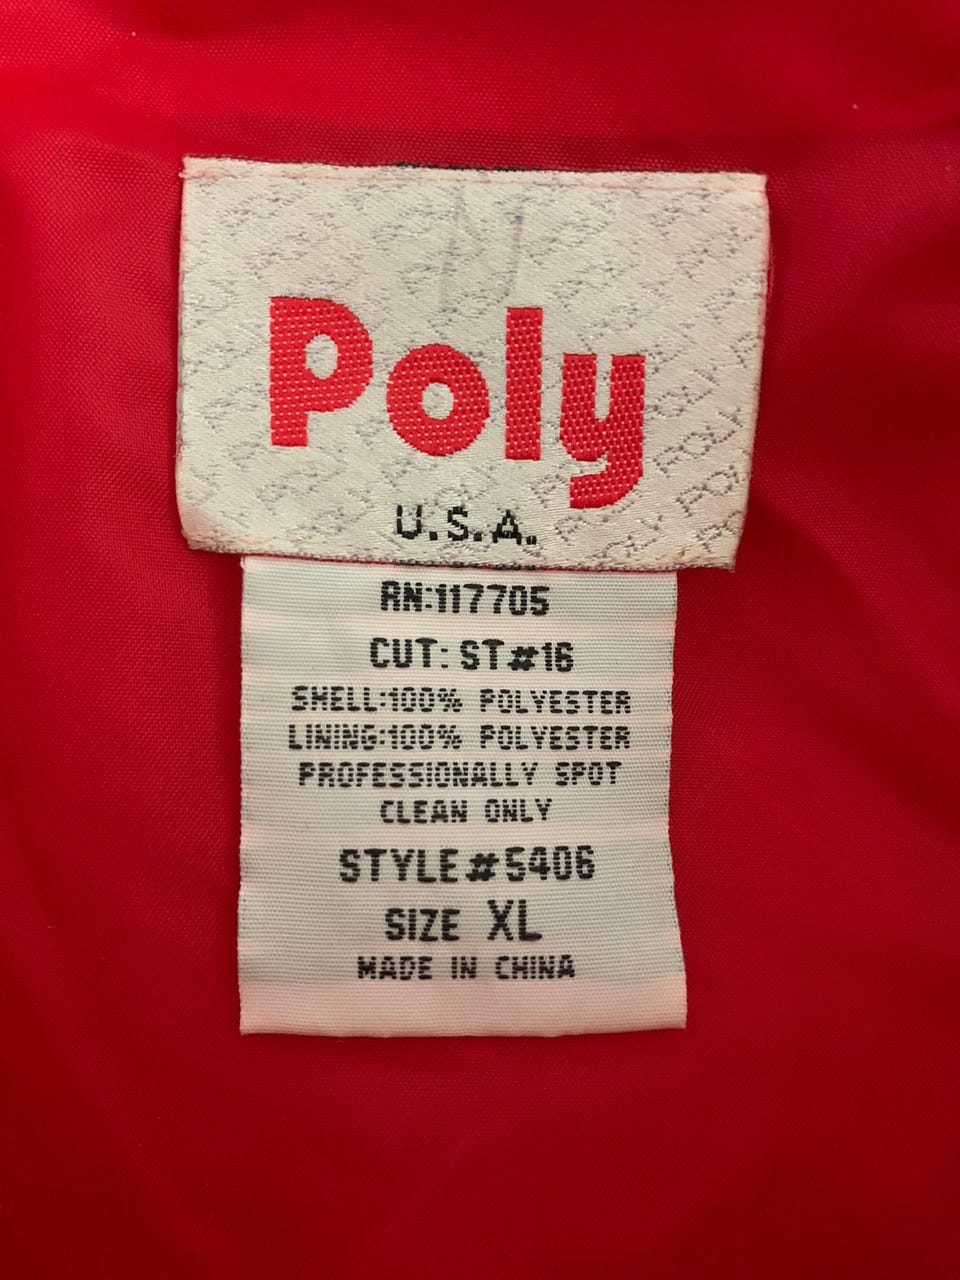 Poly
U.S.A.
RN:117705
CUT: ST#16
SHELL:100% POLYESTER
LINING:100% POLYESTER
PROFESSIONALLY SPOT
CLEAN ONLY
STYLE#5406
SIZE XL
MADE IN CHINA